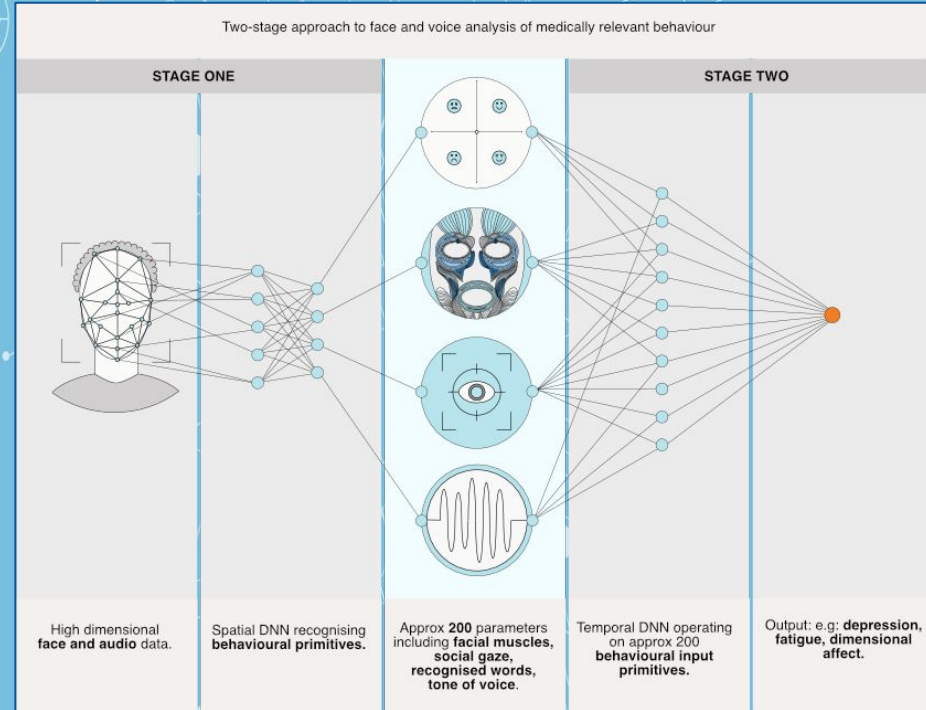 Two-stage approach to face and voice analysis of medically relevant behaviour
STAGE ONE
STAGE TWO
High dimensional
face and audio data.
Spatial DNN recognising
behavioural primitives.
Approx 200 parameters
including facial muscles,
social gaze,
recognised words,
tone of voice.
Temporal DNN operating
on approx 200
behavioural input
primitives.
Output: e.g: depression,
fatigue, dimensional
affect.